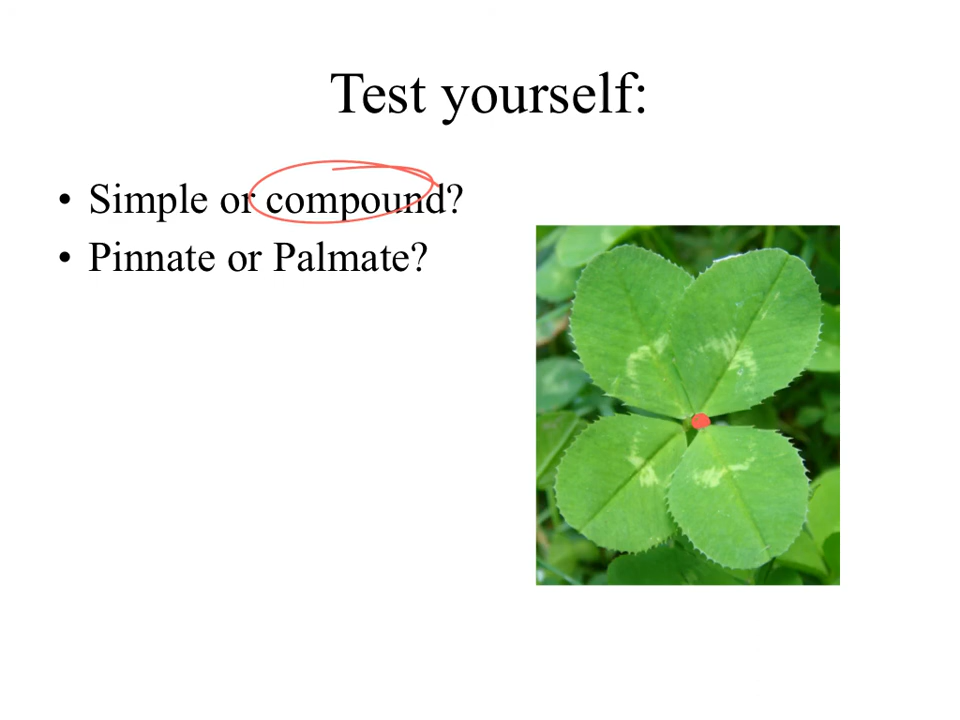 Test yourself:
• Simple or compound?
• Pinnate or Palmate?